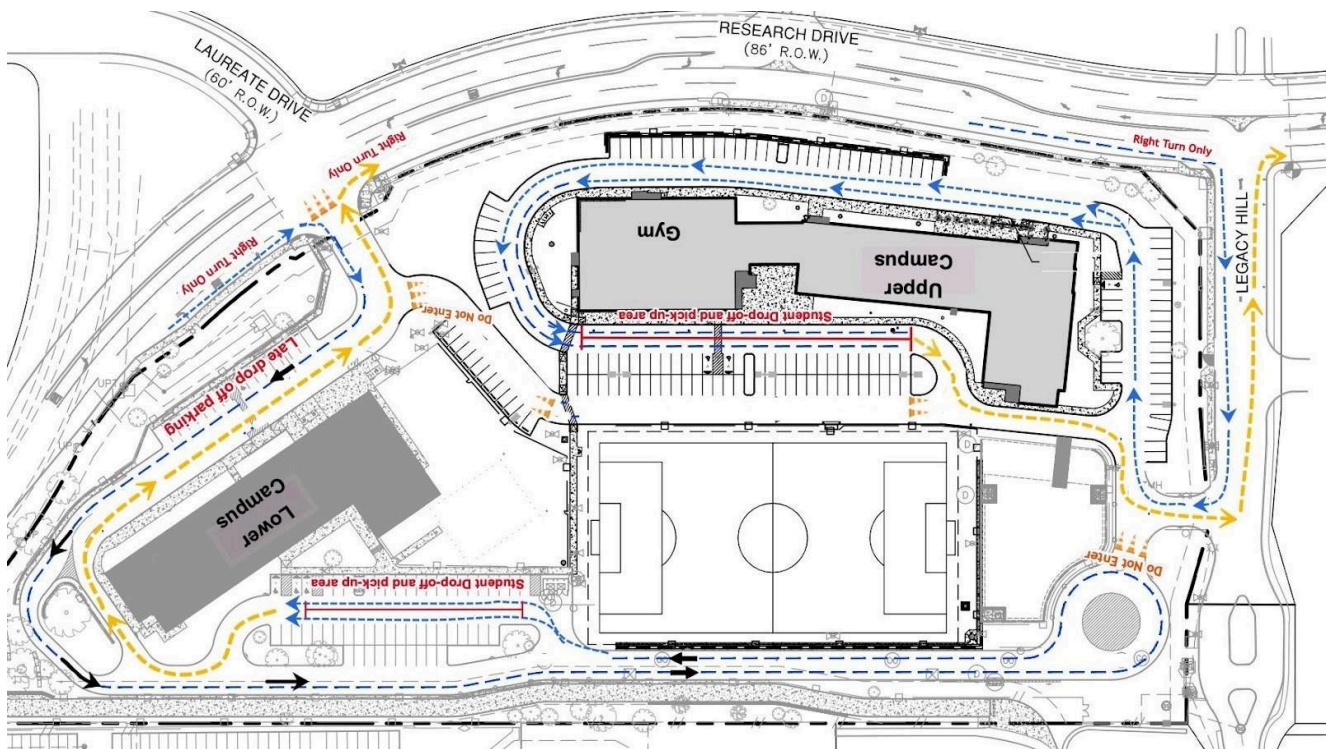 LAUREATE DRIVE
(60' R.O.W.)
RESEARCH DRIVE
(86' R.O.W.)
Right Turn Only
Right Turn Only
Right Turn Only
LEGACY HILL
Gym
Upper
Campus
Student Drop-off and pick-up area
Do Not Enter
Late drop off parking
Lower
Campus
Student Drop-off and pick-up area
Do Not Enter
MH
D
D
D
D
D